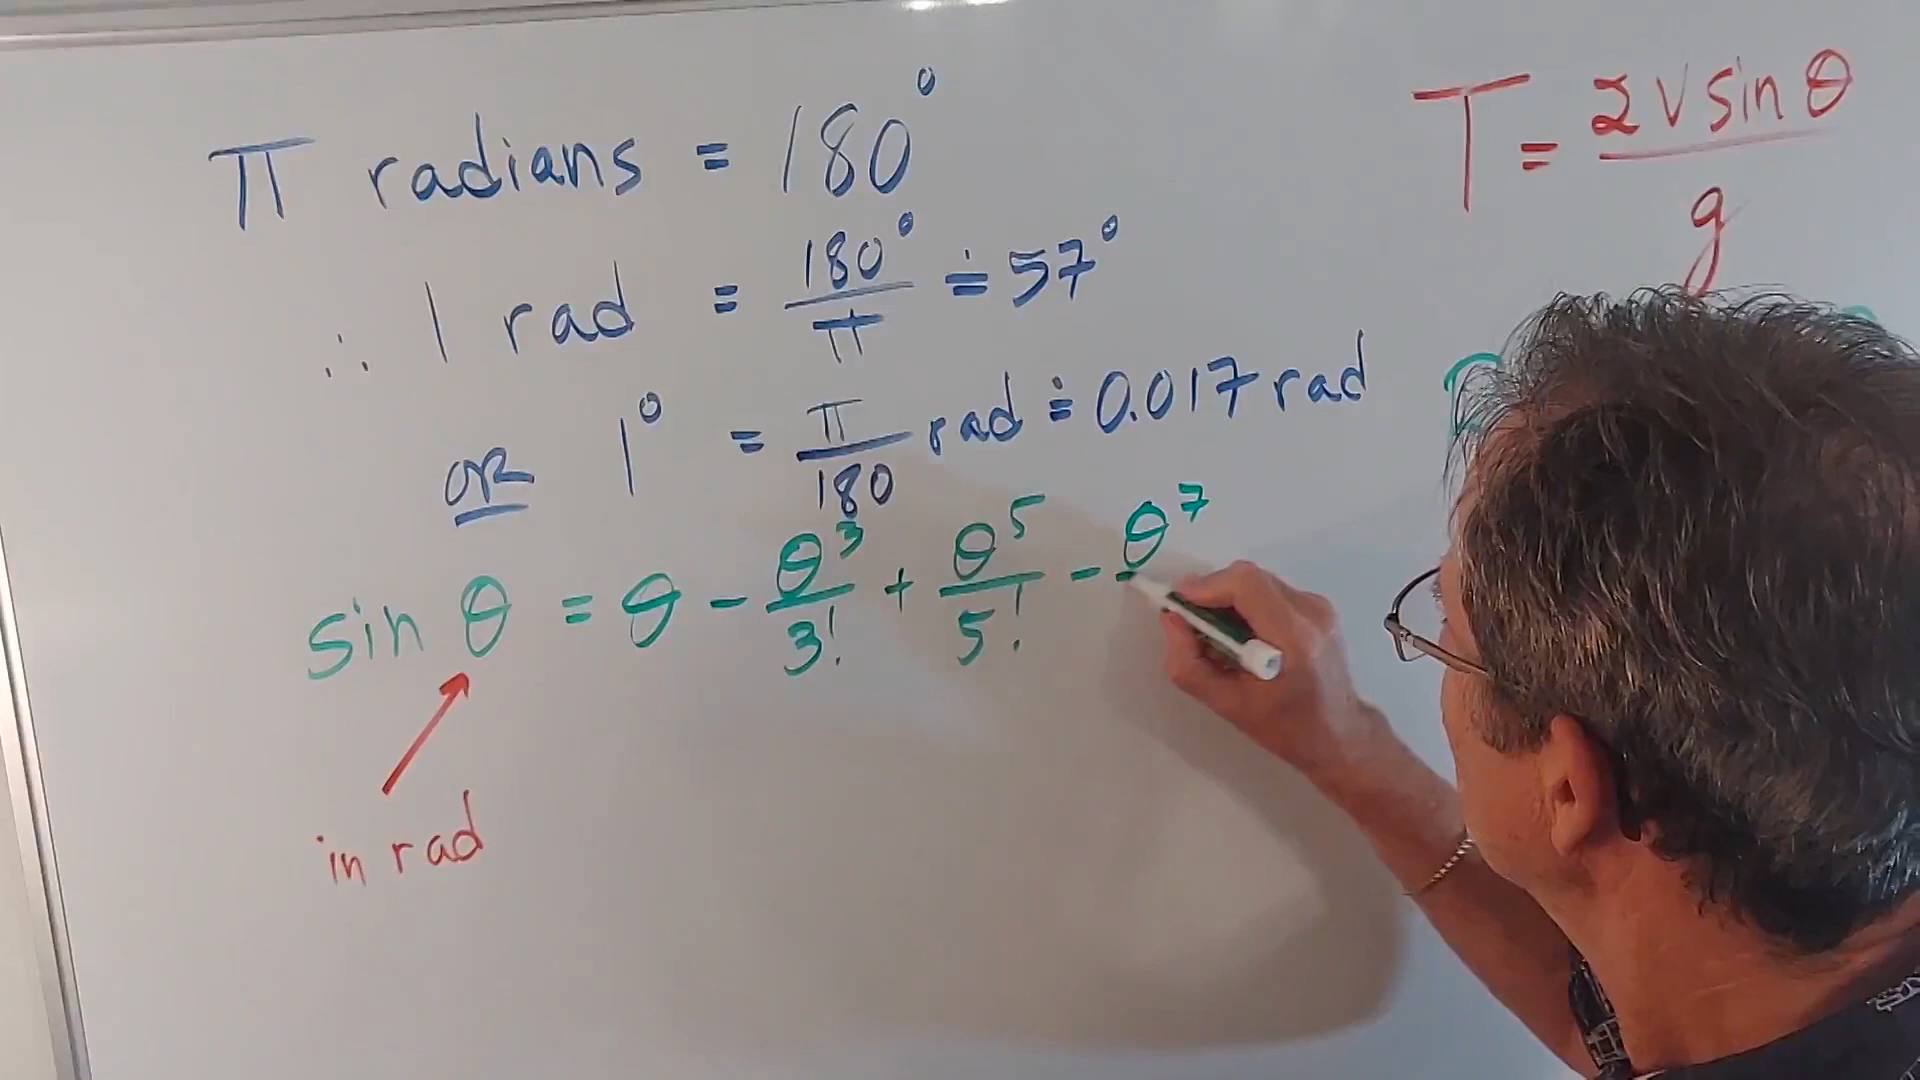 π radians = 180°
∴ 1 rad = 180°/π ≐ 57°
OR 1° = π/180 rad ≐ 0.017 rad
sin θ = θ - θ³/3! + θ⁵/5! - θ⁷
in rad
T = 2 V sin θ / g